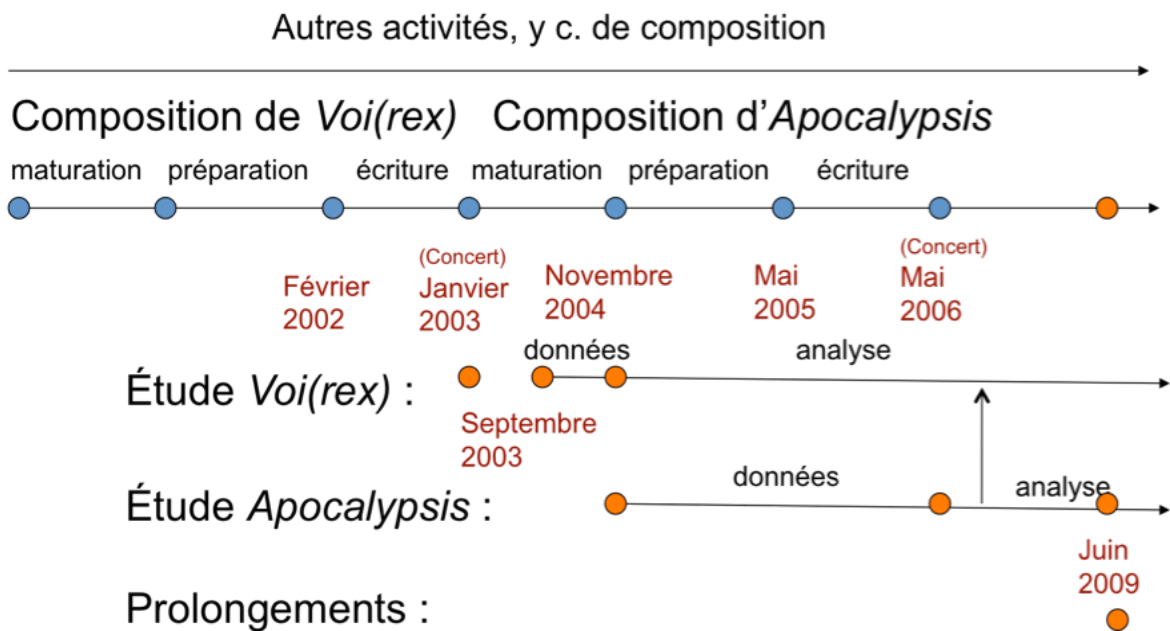 Autres activités, y c. de composition
Composition de Voi(rex) Composition d'Apocalypsis
maturation préparation écriture maturation préparation écriture
(Concert) (Concert)
Février Janvier Novembre Mai Mai
2002 2003 2004 2005 2006
données analyse
Étude Voi(rex) :
Septembre
2003
données analyse
Étude Apocalypsis :
Juin
2009
Prolongements :